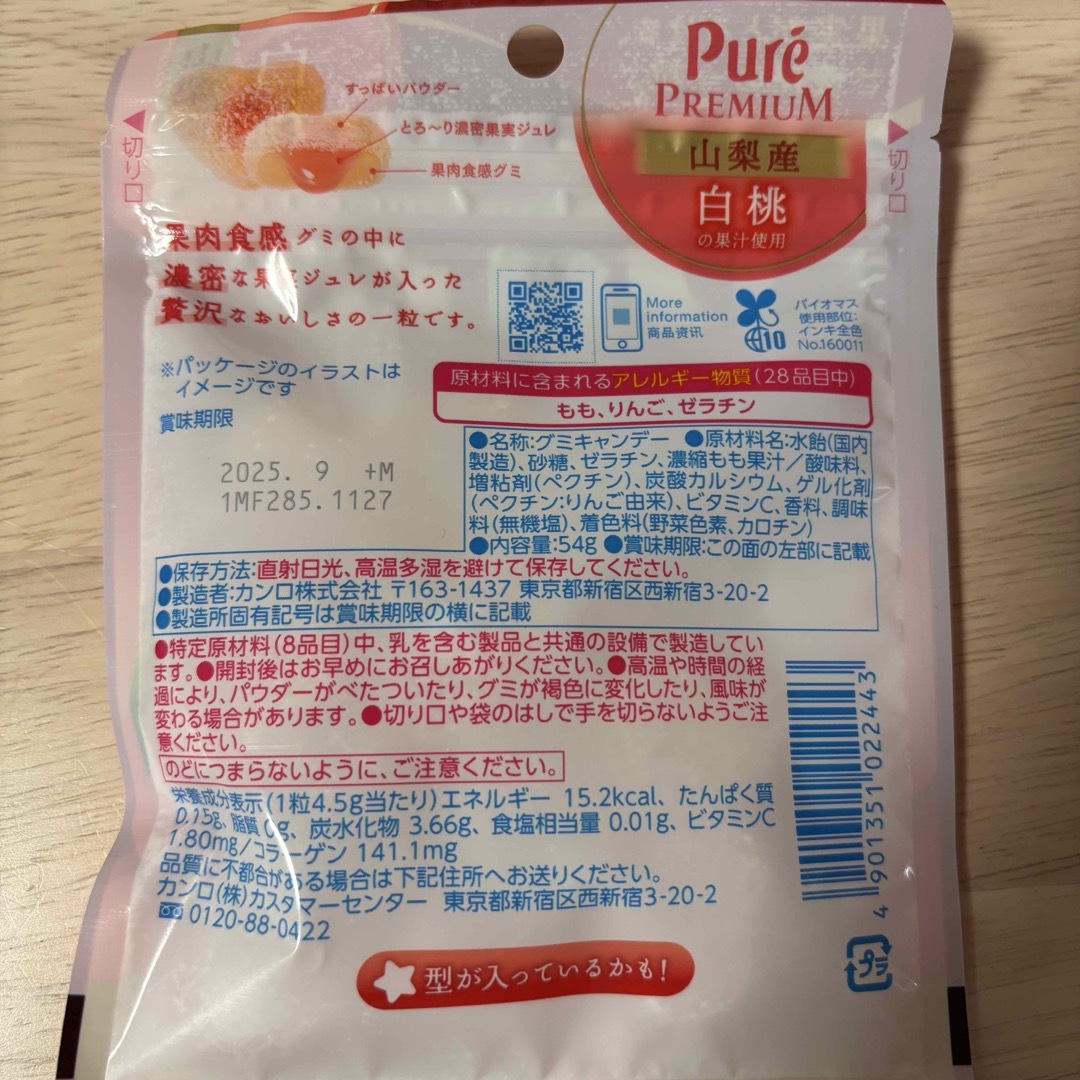 Puré
PREMIUM
山梨産
白桃
の果汁使用
すっぱいパウダー
とろ～り濃密果実ジュレ
果肉食感グミ
切り口
切り口
果肉食感グミの中に
濃密な果実ジュレが入った
贅沢なおいしさの一粒です。
※パッケージのイラストは
イメージです
More
information
商品资讯
10
バイオマス
使用部位:
インキ全色
No.160011
原材料に含まれるアレルギー物質(28品目中)
もも、りんご、ゼラチン
賞味期限
2025. 9 +M
1MF285.1127
●名称:グミキャンデー ●原材料名:水飴(国内
製造)、砂糖、ゼラチン、濃縮もも果汁/酸味料、
増粘剤(ペクチン)、炭酸カルシウム、ゲル化剤
(ペクチン:りんご由来)、ビタミンC、香料、調味
料(無機塩)、着色料(野菜色素、カロチン)
●内容量:54g ●賞味期限:この面の左部に記載
●保存方法:直射日光、高温多湿を避けて保存してください。
●製造者:カンロ株式会社 〒163-1437 東京都新宿区西新宿3-20-2
●製造所固有記号は賞味期限の横に記載
●特定原材料(8品目)中、乳を含む製品と共通の設備で製造してい
ます。●開封後はお早めにお召しあがりください。●高温や時間の経
過により、パウダーがべたついたり、グミが褐色に変化したり、風味が
変わる場合があります。●切り口や袋のはしで手を切らないようご注
意ください。
のどにつまらないように、ご注意ください。
栄養成分表示(1粒4.5g当たり)エネルギー 15.2kcal、たんぱく質
0.15g、脂質 0g、炭水化物 3.66g、食塩相当量 0.01g、ビタミンC
1.80mg/コラーゲン 141.1mg
品質に不都合がある場合は下記住所へお送りください。
カンロ(株)カスタマーセンター 東京都新宿区西新宿3-20-2
0120-88-0422
型が入っているかも!
4 901351 022443
プラ